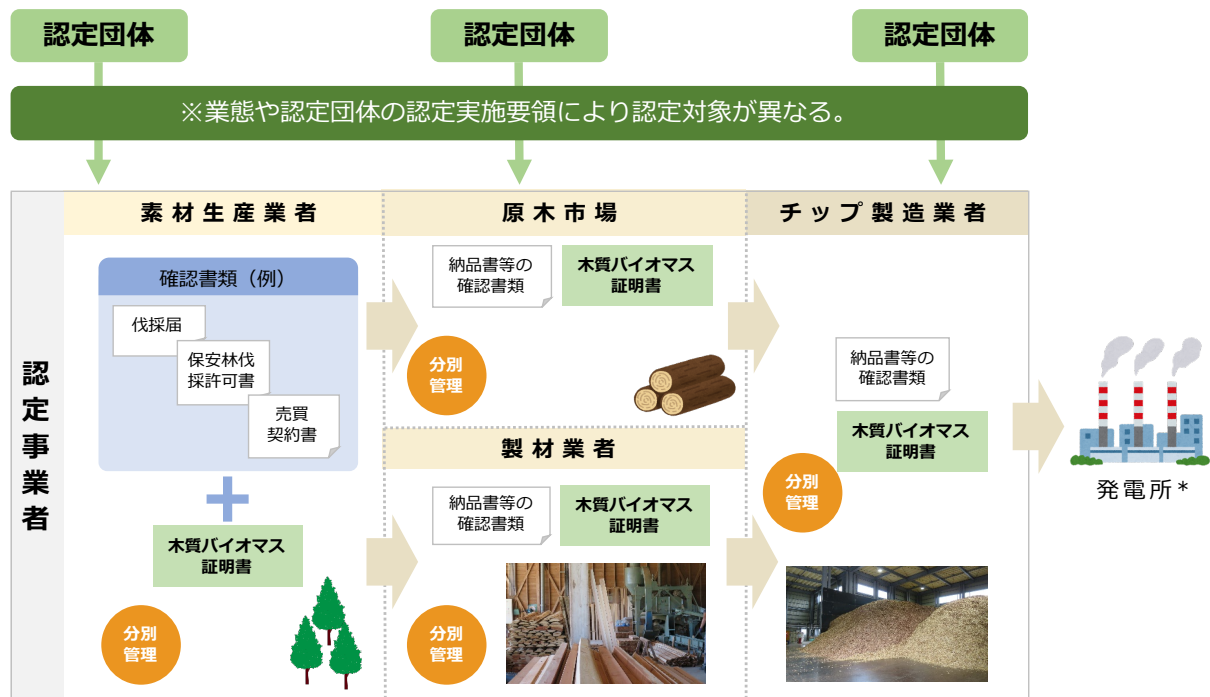 認定団体
認定団体
認定団体
※業態や認定団体の認定実施要領により認定対象が異なる。
認定事業者
素材生産業者
確認書類（例）
伐採届
保安林伐
採許可書
売買
契約書
木質バイオマス
証明書
分別
管理
原木市場
納品書等の
確認書類
木質バイオマス
証明書
分別
管理
製材業者
納品書等の
確認書類
木質バイオマス
証明書
分別
管理
チップ製造業者
納品書等の
確認書類
木質バイオマス
証明書
分別
管理
発電所*